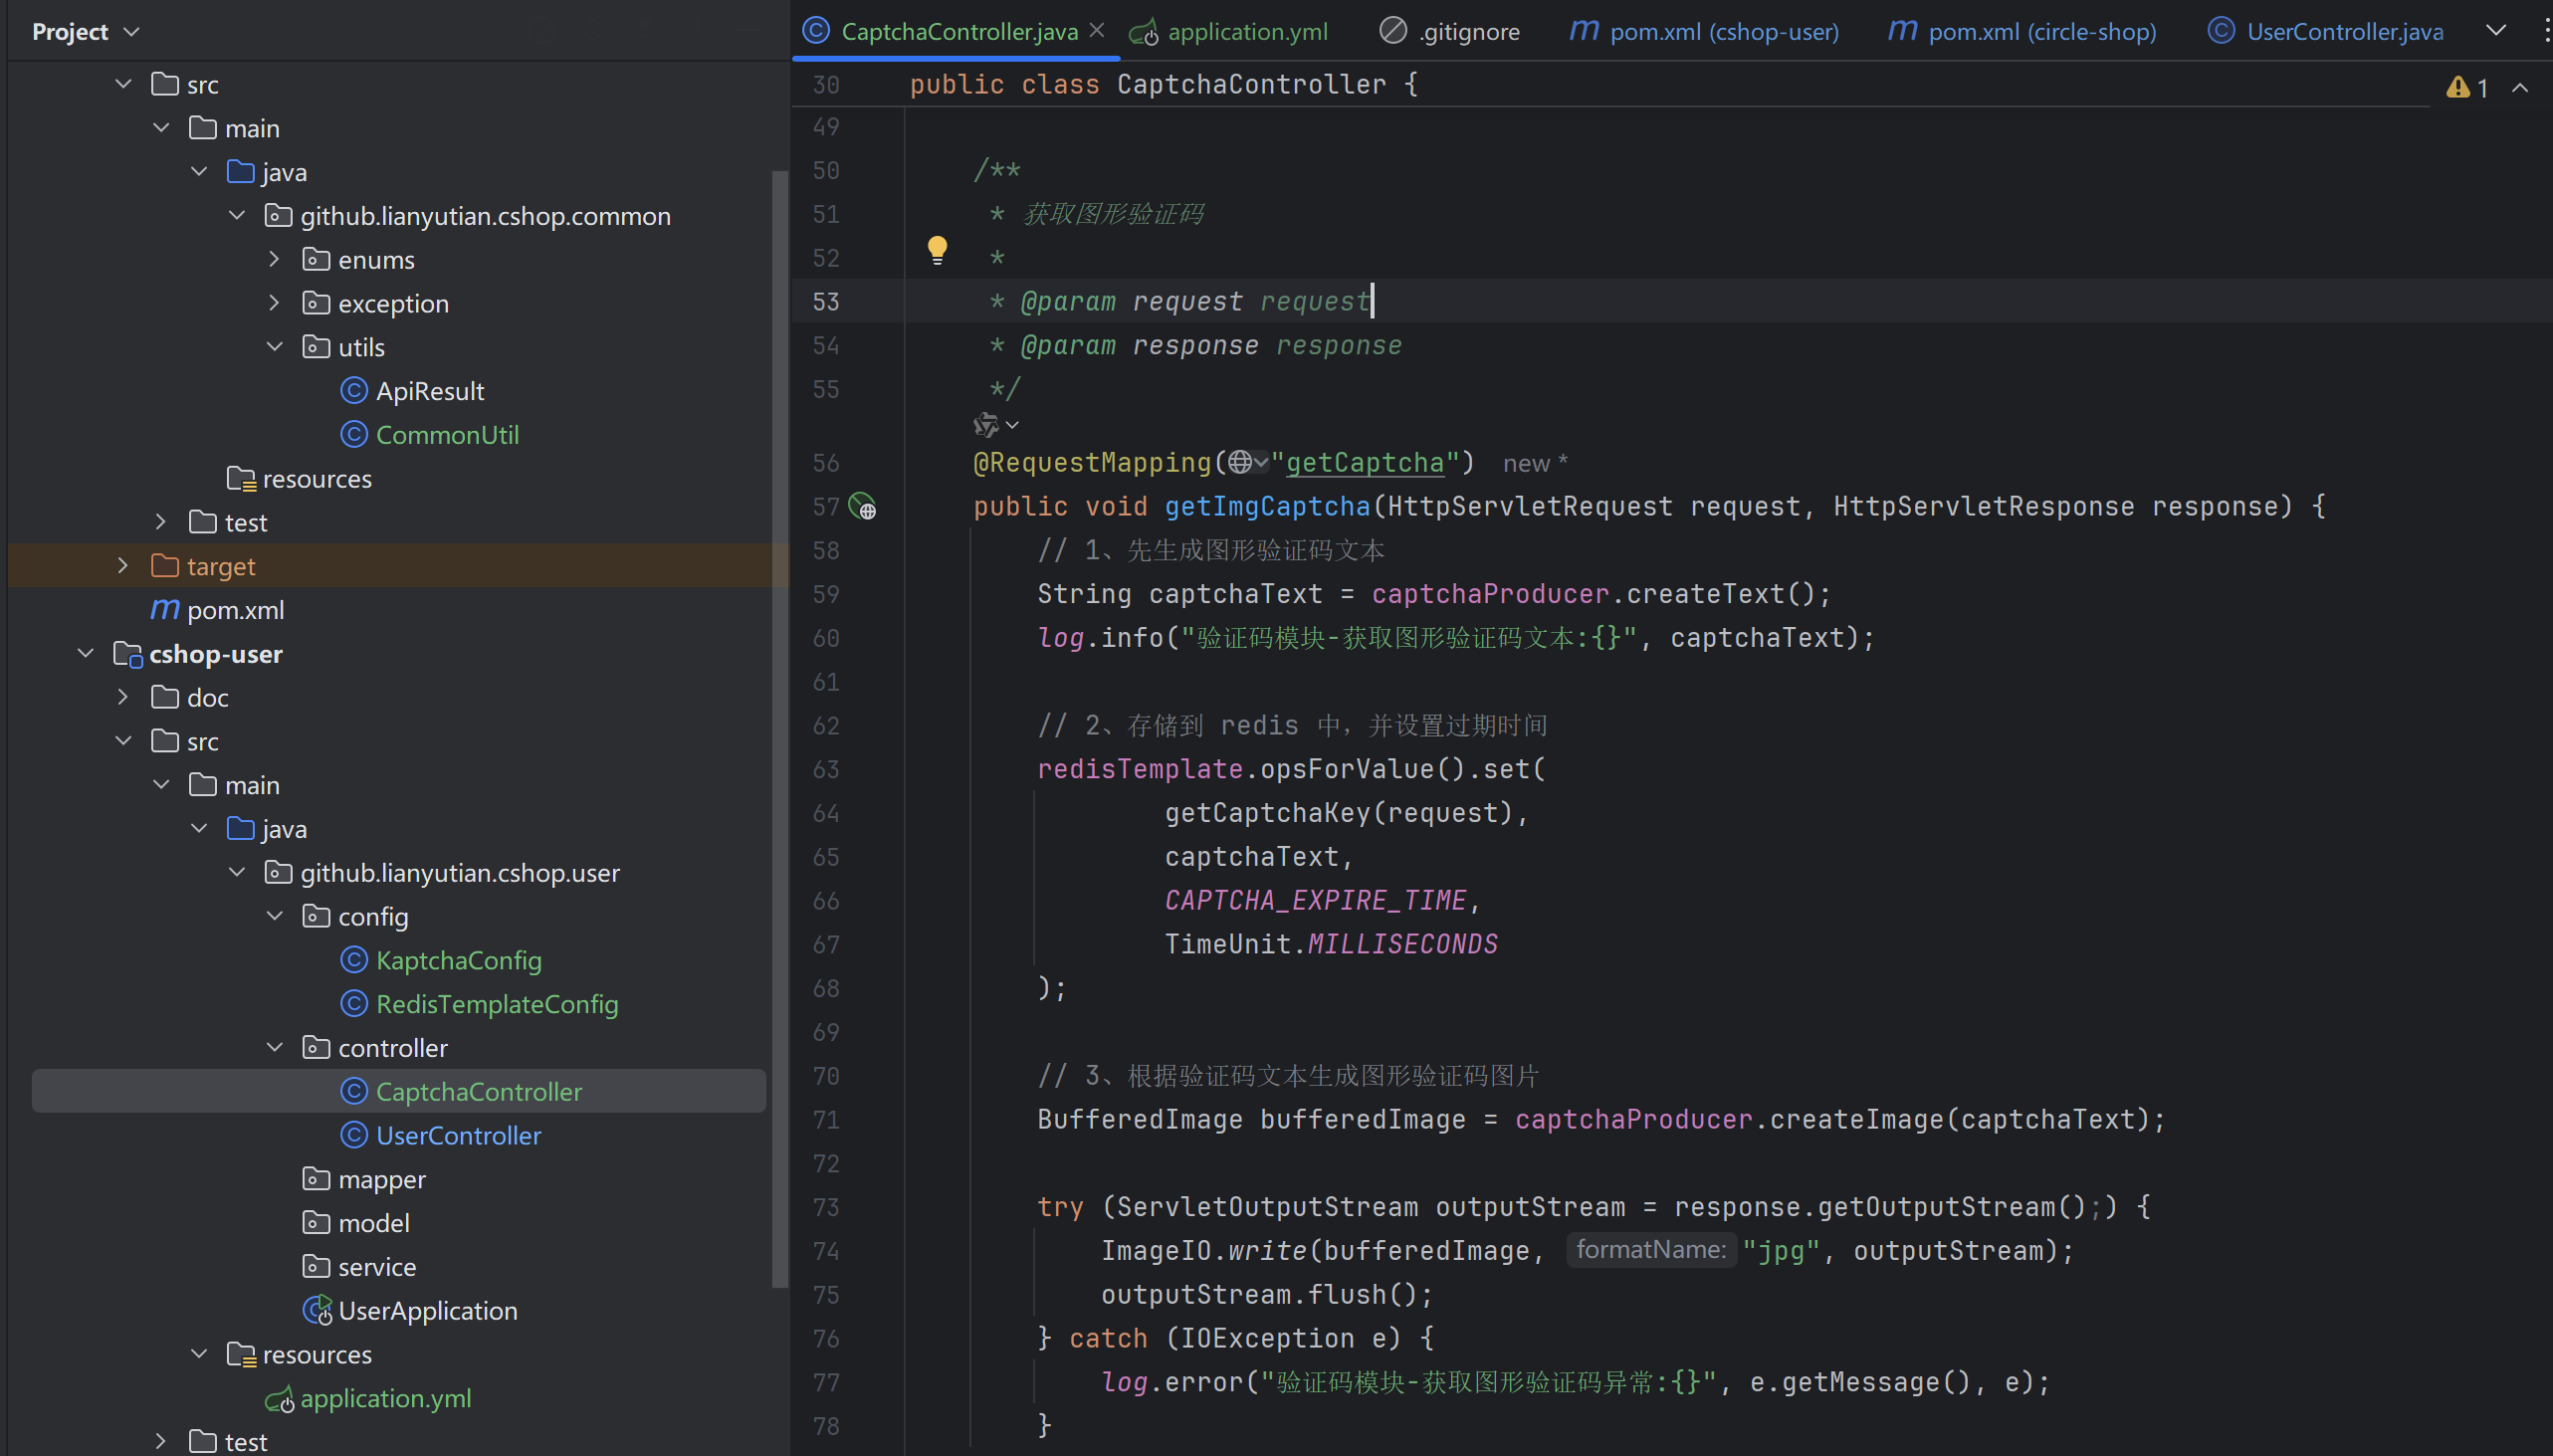 Project
src
main
java
github.lianyutian.cshop.common
enums
exception
utils
ApiResult
CommonUtil
resources
test
target
pom.xml
cshop-user
doc
src
main
java
github.lianyutian.cshop.user
config
KaptchaConfig
RedisTemplateConfig
controller
CaptchaController
UserController
mapper
model
service
UserApplication
resources
application.yml
test
CaptchaController.java application.yml .gitignore pom.xml (cshop-user) pom.xml (circle-shop) UserController.java
30 public class CaptchaController { 1
49
50 /**
51 * 获取图形验证码
52 *
53 * @param request request
54 * @param response response
55 */
56 @RequestMapping("getCaptcha") new *
57 public void getImgCaptcha(HttpServletRequest request, HttpServletResponse response) {
58 // 1、先生成图形验证码文本
59 String captchaText = captchaProducer.createText();
60 log.info("验证码模块-获取图形验证码文本:{}", captchaText);
61
62 // 2、存储到 redis 中，并设置过期时间
63 redisTemplate.opsForValue().set(
64 getCaptchaKey(request),
65 captchaText,
66 CAPTCHA_EXPIRE_TIME,
67 TimeUnit.MILLISECONDS
68 );
69
70 // 3、根据验证码文本生成图形验证码图片
71 BufferedImage bufferedImage = captchaProducer.createImage(captchaText);
72
73 try (ServletOutputStream outputStream = response.getOutputStream();) {
74 ImageIO.write(bufferedImage, formatName: "jpg", outputStream);
75 outputStream.flush();
76 } catch (IOException e) {
77 log.error("验证码模块-获取图形验证码异常:{}", e.getMessage(), e);
78 }